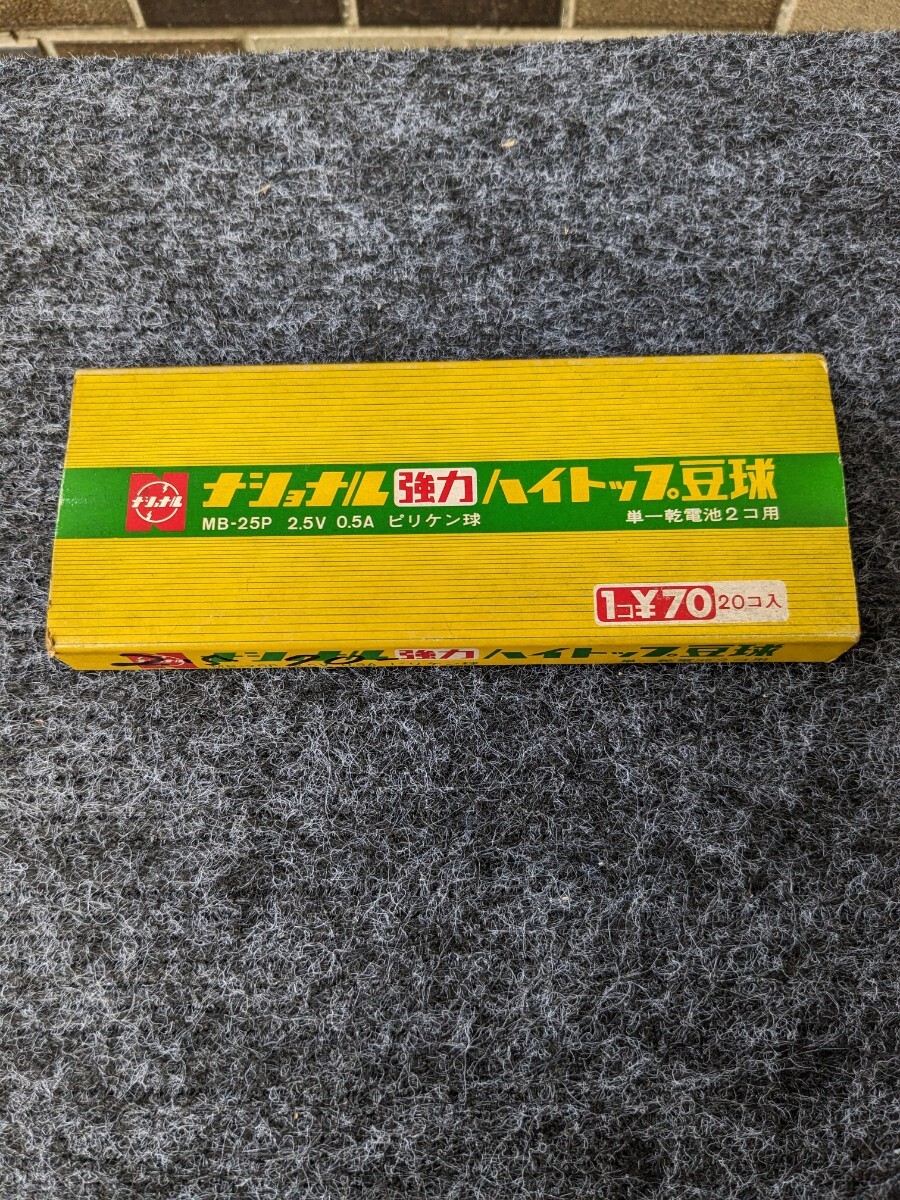 ナショナル
ナショナル 強力 ハイトップ豆球
MB-25P 2.5V 0.5A ピリケン球 単一乾電池2コ用
1コ¥70 20コ入
ナショナル 強力 ハイトップ豆球